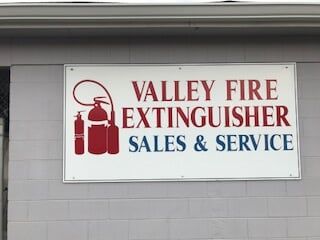 VALLEY FIRE
EXTINGUISHER
SALES & SERVICE